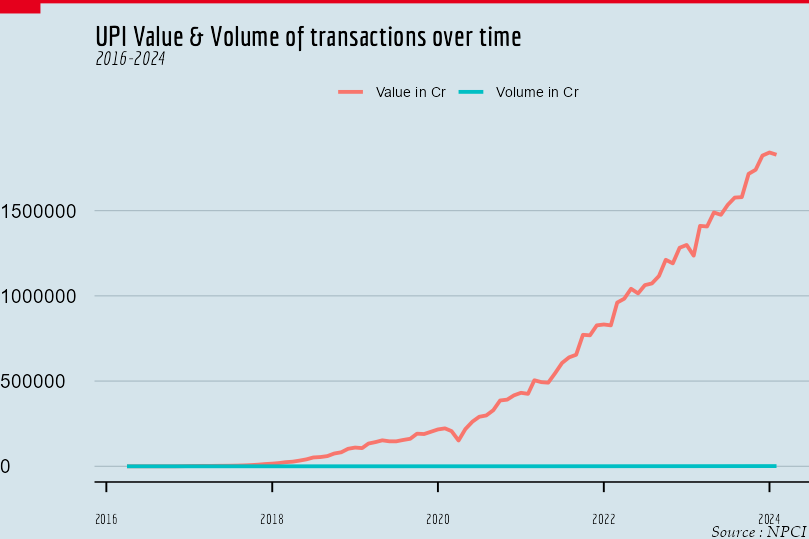 UPI Value & Volume of transactions over time
2016-2024
Value in Cr Volume in Cr
1500000
1000000
500000
0
2016 2018 2020 2022 2024
Source : NPCI